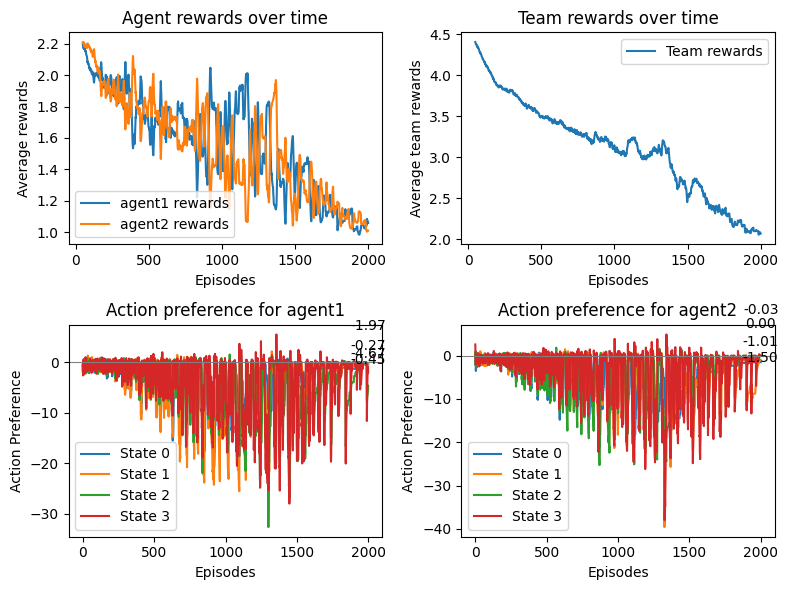 Agent rewards over time
Average rewards
2.2
2.0
1.8
1.6
1.4
1.2
1.0
agent1 rewards
agent2 rewards
0
500
1000
1500
2000
Episodes
Team rewards over time
Average team rewards
4.5
4.0
3.5
3.0
2.5
2.0
Team rewards
0
500
1000
1500
2000
Episodes
Action preference for agent1
Action Preference
0
−10
−20
−30
State 0
State 1
State 2
State 3
-1.97
-0.27
-0.45
0
500
1000
1500
2000
Episodes
Action preference for agent2
Action Preference
0
−10
−20
−30
−40
State 0
State 1
State 2
State 3
-0.03
0.00
-1.01
-1.50
0
500
1000
1500
2000
Episodes